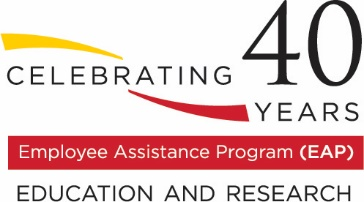 CELEBRATING 40
YEARS
Employee Assistance Program (EAP)
EDUCATION AND RESEARCH